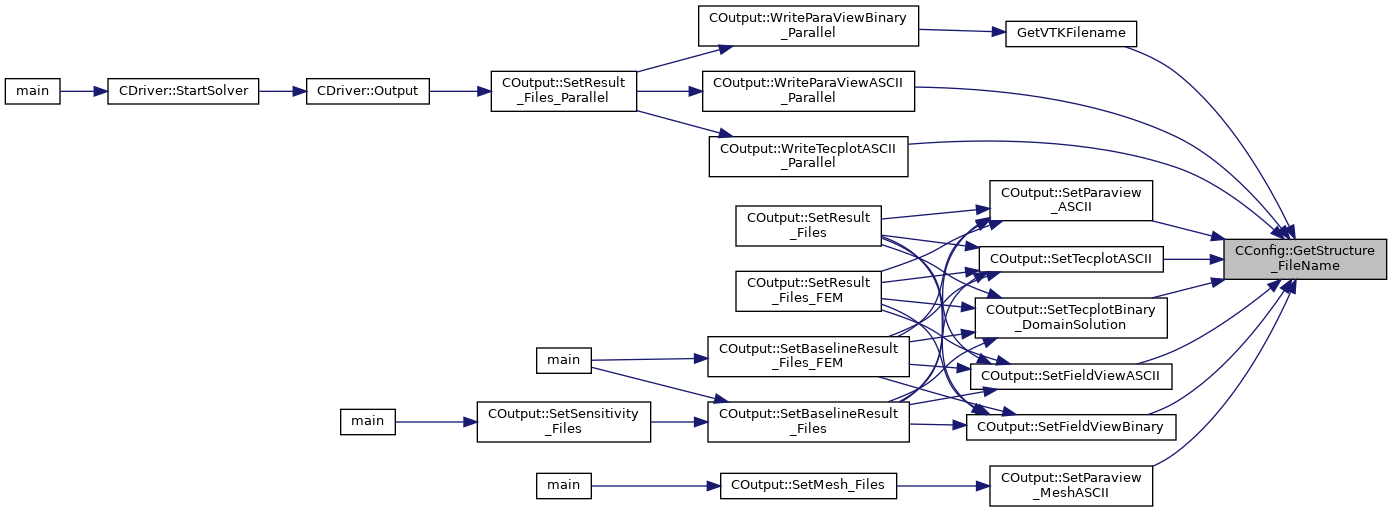 COutput::WriteParaViewBinary
_Parallel
GetVTKFilename
main
CDriver::StartSolver
CDriver::Output
COutput::SetResult
_Files_Parallel
COutput::WriteParaViewASCII
_Parallel
COutput::WriteTecplotASCII
_Parallel
COutput::SetParaview
_ASCII
COutput::SetResult
_Files
COutput::SetTecplotASCII
CConfig::GetStructure
_FileName
COutput::SetResult
_Files_FEM
COutput::SetTecplotBinary
_DomainSolution
main
COutput::SetBaselineResult
_Files_FEM
COutput::SetFieldViewASCII
main
COutput::SetSensitivity
_Files
COutput::SetBaselineResult
_Files
COutput::SetFieldViewBinary
main
COutput::SetMesh_Files
COutput::SetParaview
_MeshASCII